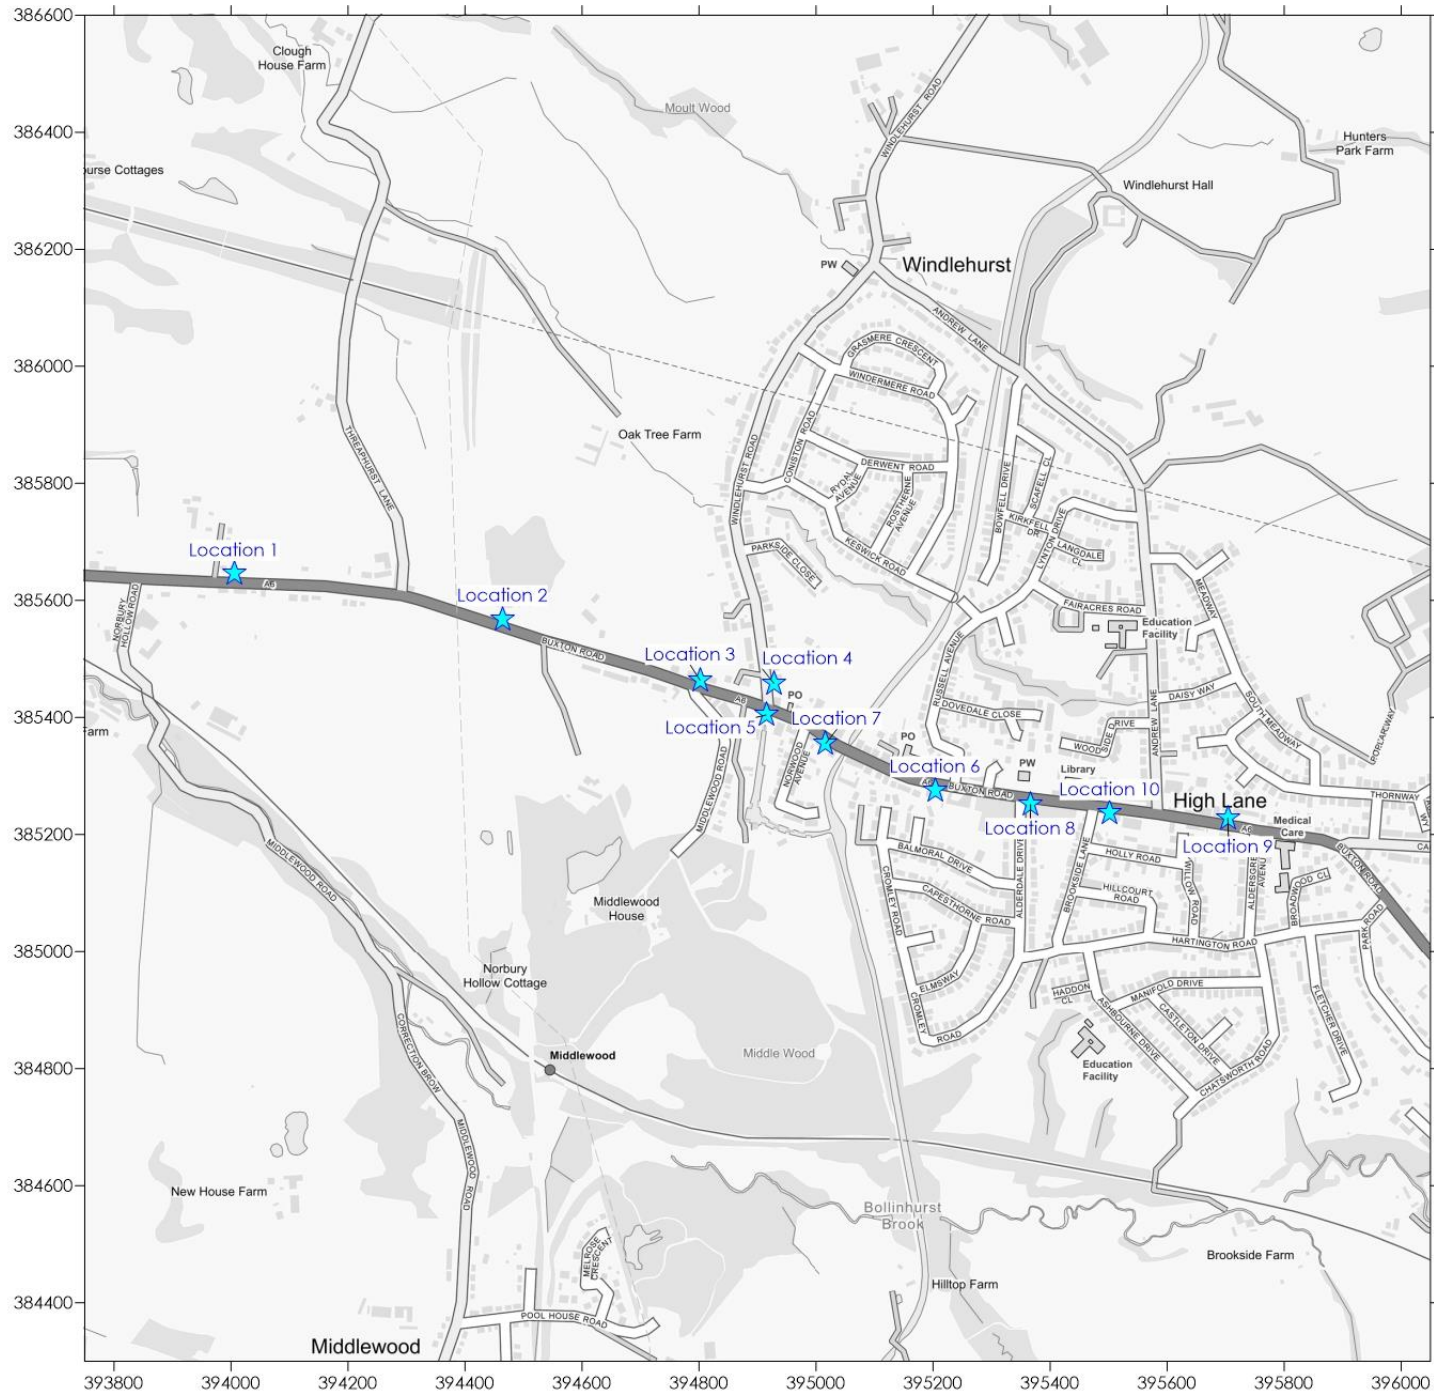 386600
386400
386200
386000
385800
385600
385400
385200
385000
384800
384600
384400
393800
394000
394200
394400
394600
394800
395000
395200
395400
395600
395800
396000
Clough
House Farm
Moult Wood
WINDLEHURST ROAD
Hunters
Park Farm
urse Cottages
Windlehurst Hall
PW
Windlehurst
ANDREW LANE
GRASMERE CRESCENT
WINDERMERE ROAD
THREAPHURST LANE
Oak Tree Farm
WINDLEHURST ROAD
CONISTON ROAD
DERWENT ROAD
RYDAL
AVENUE
ROSTHERNE
AVENUE
BOWFELL DRIVE
SCAFELL CL
KIRKFELL
DR
LYNTON DRIVE
LANGDALE
CL
PARKSIDE CLOSE
KESWICK ROAD
Location 1
A6
NORBURY
HOLLOW ROAD
Location 2
BUXTON ROAD
FAIRACRES ROAD
MEADWAY
Education
Facility
Location 3
Location 4
A6
PO
Location 5
Location 7
RUSSELL AVENUE
DOVEDALE CLOSE
DAISY WAY
SOUTH MEADWAY
POPLAR WAY
WOODSIDE DRIVE
ANDREW LANE
Farm
PO
NORWOOD
AVENUE
MIDDLEWOOD ROAD
Location 6
BUXTON ROAD
PW
Library
Location 10
Location 8
High Lane
Medical
Care
THORNWAY
A6
Location 9
BUXTON ROAD
MIDDLEWOOD ROAD
BALMORAL DRIVE
CAPESTHORNE ROAD
CROMLEY ROAD
ALDERDALE DRIVE
BROOKSIDE LANE
HOLLY ROAD
HILLCOURT
ROAD
WILLOW
ROAD
AVENUE
BROADWOOD CL
PARK ROAD
Middlewood
House
HARTINGTON ROAD
Norbury
Hollow Cottage
ELMSWAY
HADDON
CL
MANIFOLD DRIVE
ASHBOURNE DRIVE
CASTLETON DRIVE
FLETCHER DRIVE
CROMLEY
ROAD
CORRECTION BROW
Middlewood
Middle Wood
Education
Facility
CHATSWORTH ROAD
MIDDLEWOOD ROAD
New House Farm
Bollinhurst
Brook
Brookside Farm
MELROSE
CRESCENT
Hilltop Farm
POOL HOUSE ROAD
Middlewood